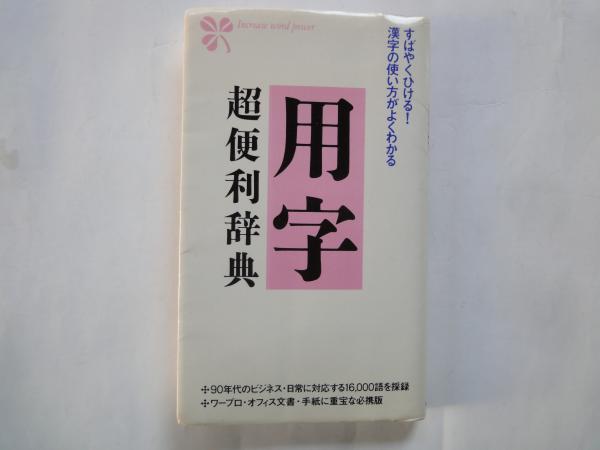 Increase word power
すばやくひける!
漢字の使い方がよくわかる
用字
超便利辞典
✢90年代のビジネス・日常に対応する16,000語を採録
✢ワープロ・オフィス文書・手紙に重宝な必携版